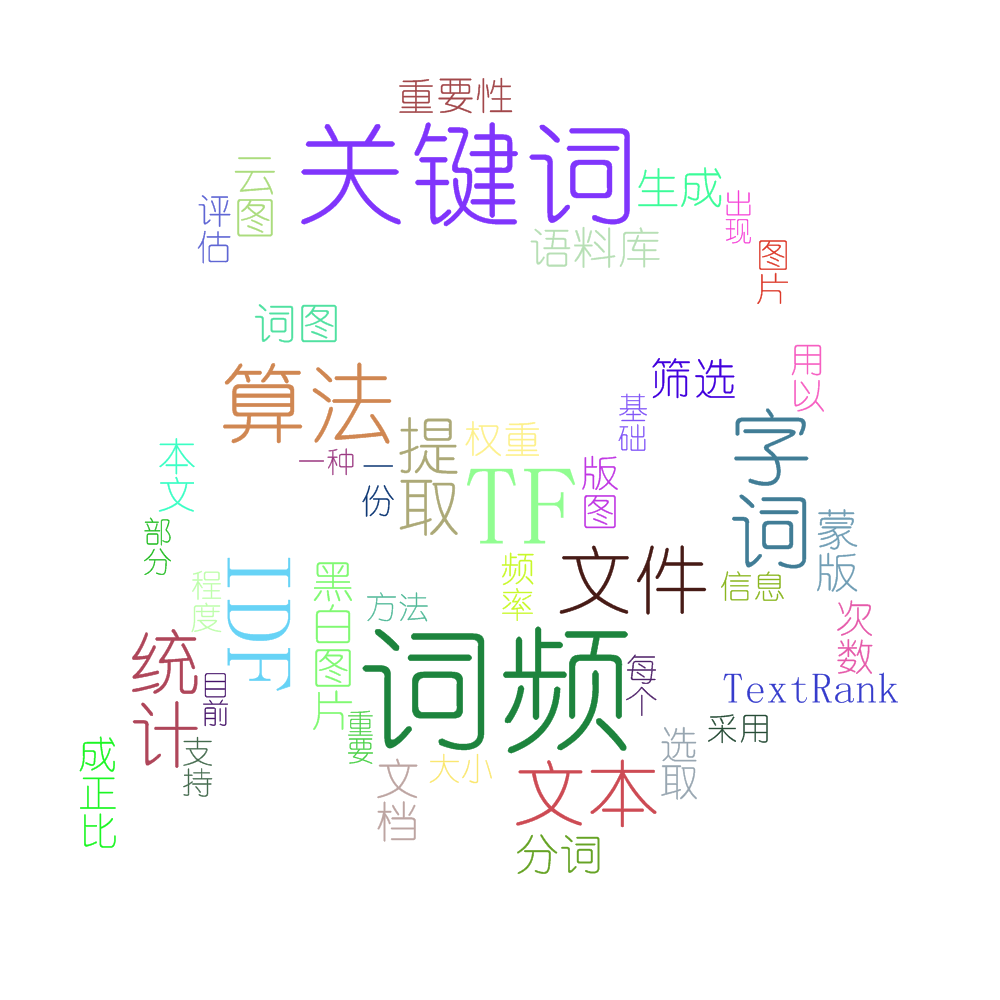 重要性
关键词
云图
生成
评估
出现
语料库
图片
词图
用以
筛选
算法
基础
字词
提取
权重
本文
一种
一份
版图
TF
蒙版
部分
频率
文件
IDF
黑白图片
程度
信息
方法
次数
统计
词频
每个
目前
TextRank
重要
采用
选取
成正比
支持
文档
大小
文本
分词